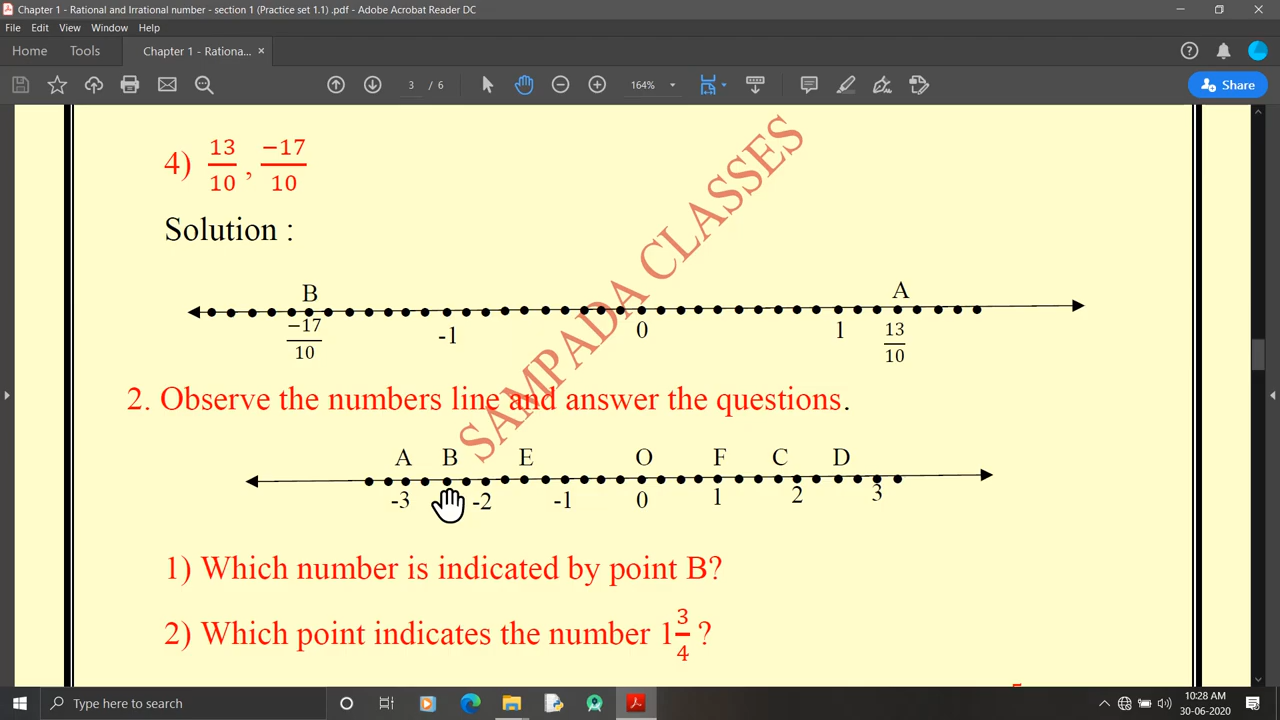 Chapter 1 - Rational and Irrational number - section 1 (Practice set 1.1) .pdf - Adobe Acrobat Reader DC
File Edit View Window Help
Home Tools Chapter 1 - Rationa... ×
3 / 6 164% Share
4) 13/10 , −17/10
Solution :
B A
−17/10 -1 0 1 13/10
2. Observe the numbers line and answer the questions.
A B E O F C D
-3 -2 -1 0 1 2 3
1) Which number is indicated by point B?
2) Which point indicates the number 1 3/4 ?
SAMPADA CLASSES
Type here to search
10:28 AM
30-06-2020